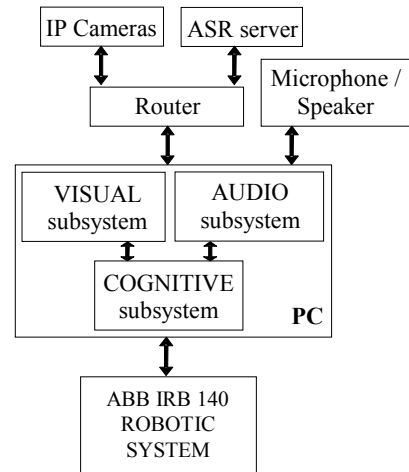 IP Cameras
ASR server
Router
Microphone /
Speaker
VISUAL
subsystem
AUDIO
subsystem
COGNITIVE
subsystem
PC
ABB IRB 140
ROBOTIC
SYSTEM